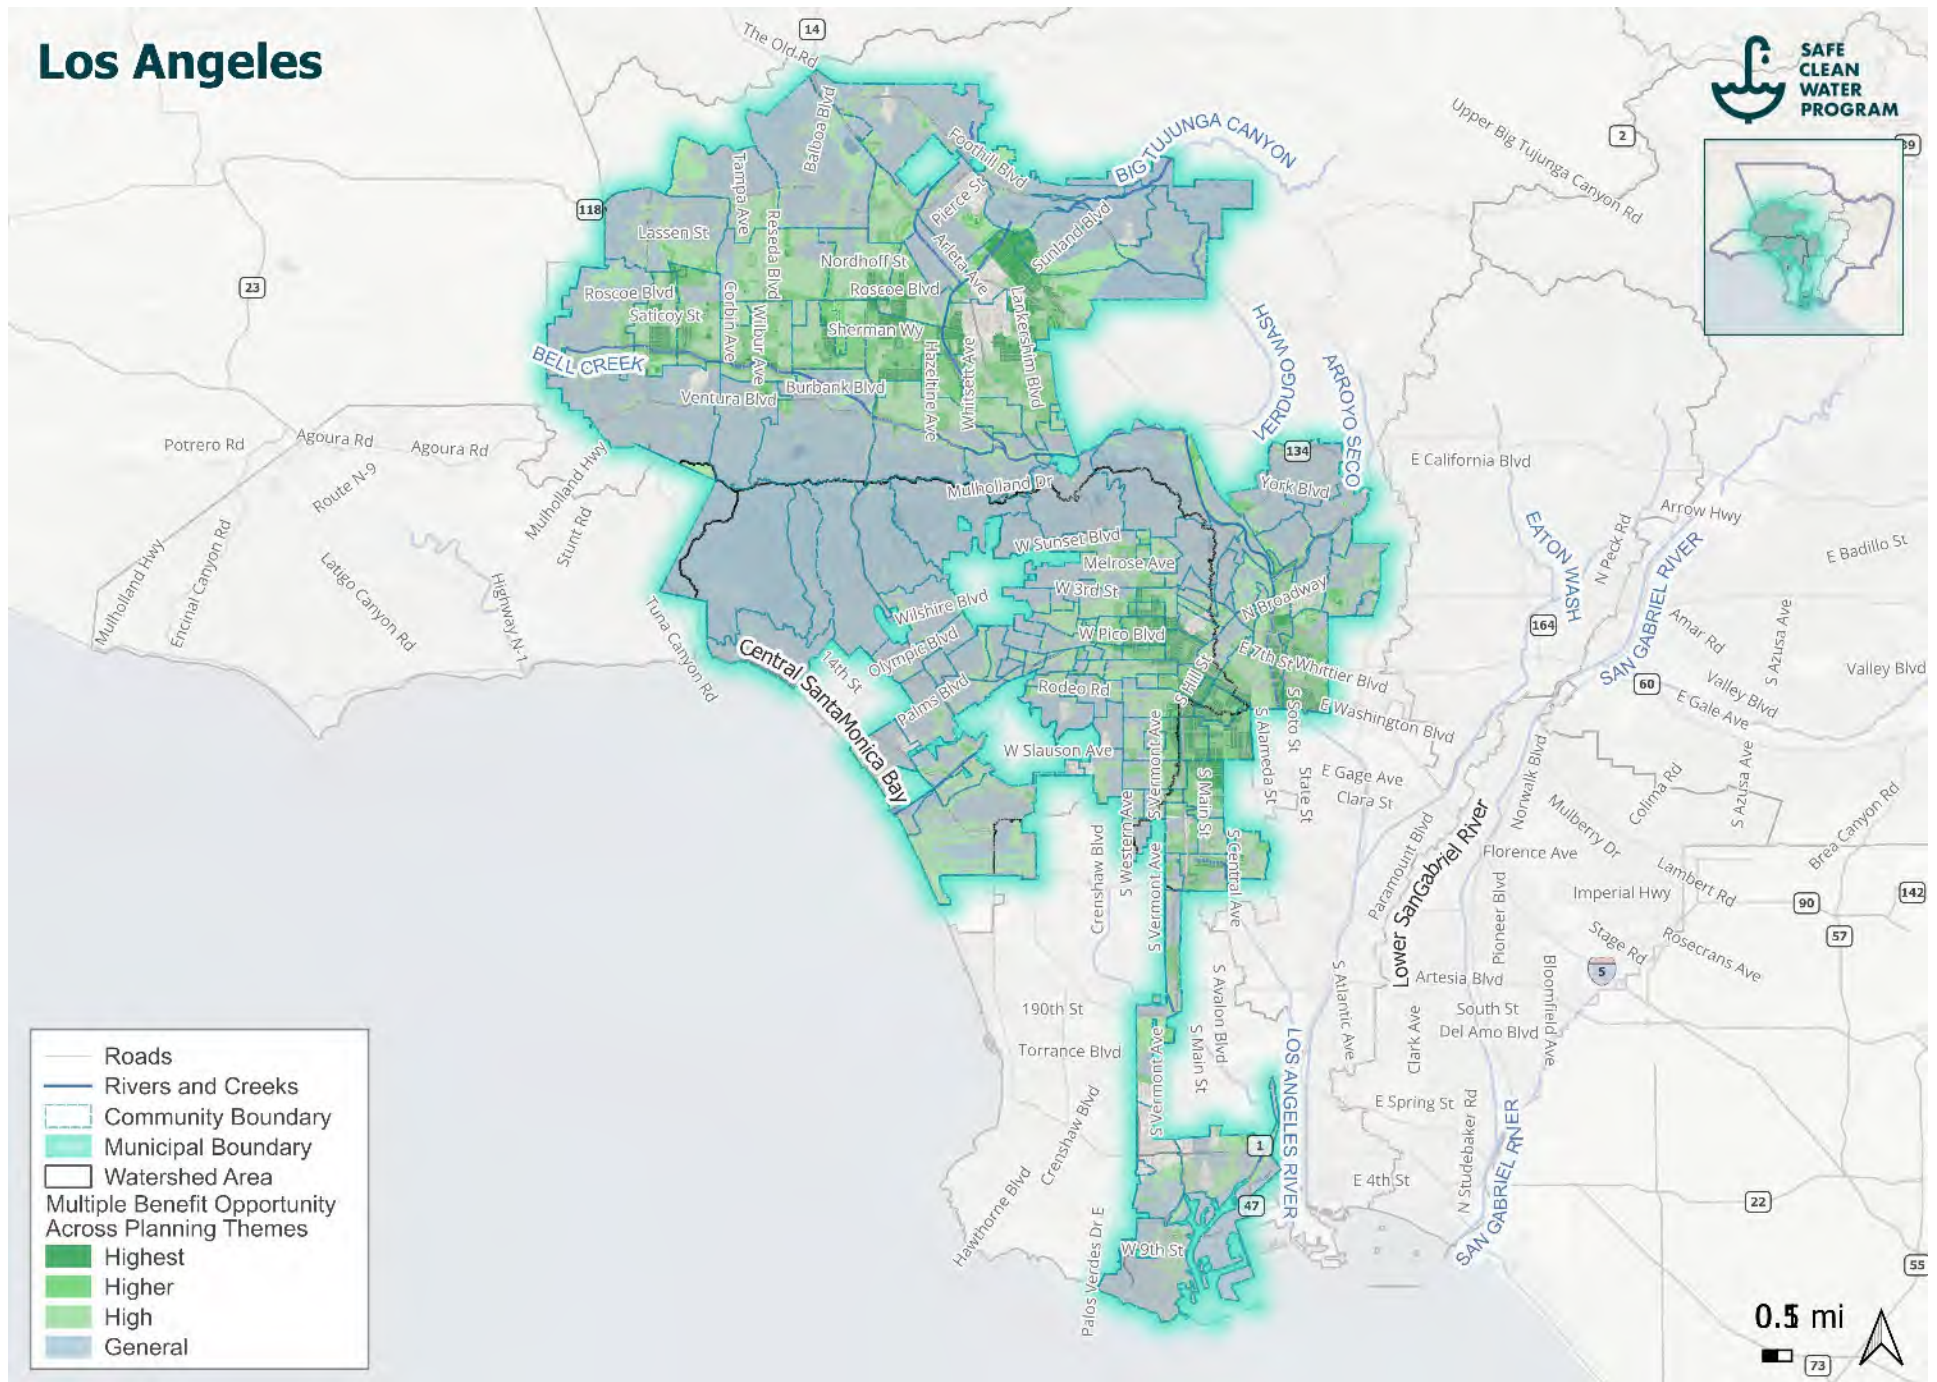 Los Angeles
SAFE
CLEAN
WATER
PROGRAM
14
The Old Rd
2
39
Upper Big Tujunga Canyon Rd
BIG TUJUNGA CANYON
Foothill Blvd
Balboa Blvd
Tampa Ave
Pierce St
118
Reseda Blvd
Lassen St
Sunland Blvd
Arleta Ave
Nordhoff St
23
Roscoe Blvd
Roscoe Blvd
Corbin Ave
Wilbur Ave
Saticoy St
Sherman Wy
Lankershim Blvd
Hazeltine Ave
Whitsett Ave
BELL CREEK
Burbank Blvd
Ventura Blvd
VERDUGO WASH
ARROYO SECO
Potrero Rd
Agoura Rd
Agoura Rd
Route N-9
Mulholland Hwy
Stunt Rd
134
E California Blvd
York Blvd
Mulholland Dr
Arrow Hwy
N Peck Rd
EATON WASH
SAN GABRIEL RIVER
E Badillo St
Mulholland Hwy
Encinal Canyon Rd
Latigo Canyon Rd
Highway N-1
Tuna Canyon Rd
W Sunset Blvd
Melrose Ave
W 3rd St
Wilshire Blvd
N Broadway
164
Amar Rd
S Azusa Ave
W Pico Blvd
Olympic Blvd
14th St
Central SantaMonica Bay
E 7th St
Whittier Blvd
Valley Blvd
Valley Blvd
60
E Gale Ave
Palms Blvd
Rodeo Rd
S Hill St
E Washington Blvd
S Soto St
S Alameda St
W Slauson Ave
S Vermont Ave
S Main St
E Gage Ave
Clara St
State St
Norwalk Blvd
Colima Rd
S Azusa Ave
Mulberry Dr
Brea Canyon Rd
Crenshaw Blvd
S Western Ave
S Vermont Ave
S Central Ave
Paramount Blvd
Lower SanGabriel River
Florence Ave
Lambert Rd
Imperial Hwy
90
142
57
Pioneer Blvd
Stage Rd
Rosecrans Ave
5
S Atlantic Ave
Artesia Blvd
Bloomfield Ave
S Avalon Blvd
190th St
South St
Del Amo Blvd
Clark Ave
Torrance Blvd
S Vermont Ave
S Main St
LOS ANGELES RIVER
E Spring St
Crenshaw Blvd
N Studebaker Rd
SAN GABRIEL RIVER
1
E 4th St
47
22
Hawthorne Blvd
Palos Verdes Dr E
W 9th St
55
73
Roads
Rivers and Creeks
Community Boundary
Municipal Boundary
Watershed Area
Multiple Benefit Opportunity
Across Planning Themes
Highest
Higher
High
General
mi